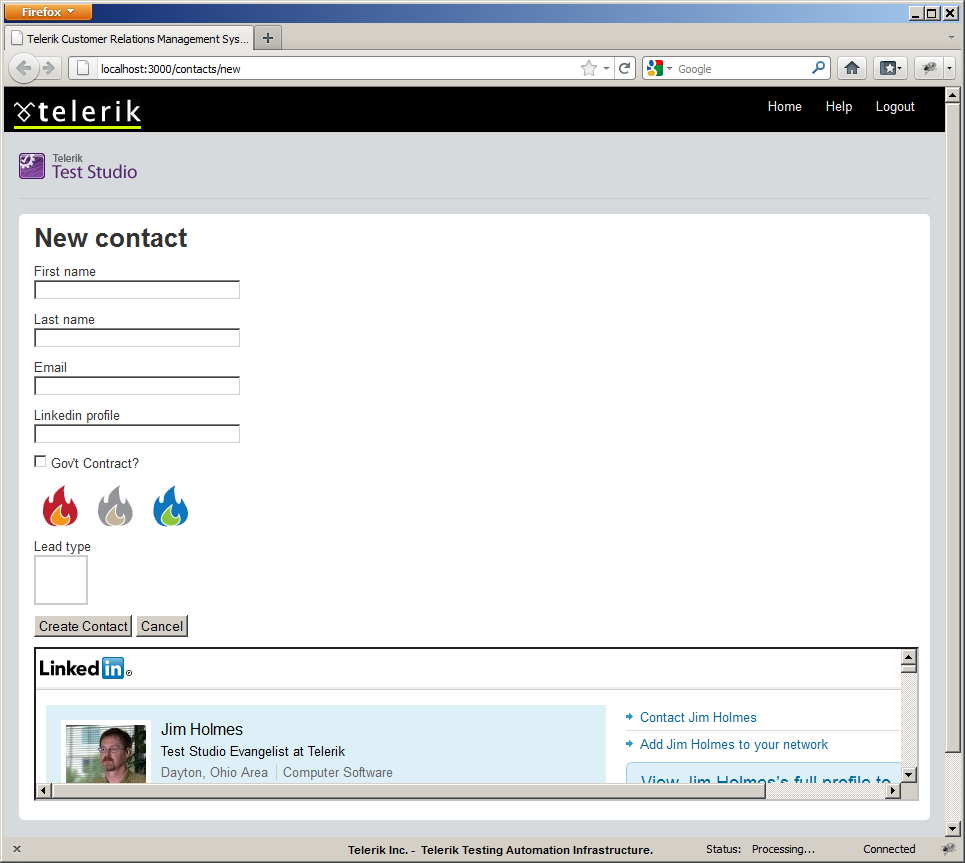 Firefox
Telerik Customer Relations Management Sys...
localhost:3000/contacts/new
Google
telerik
Home Help Logout
Telerik
Test Studio
New contact
First name
Last name
Email
Linkedin profile
Gov't Contract?
Lead type
Create Contact Cancel
Linked in ®
Jim Holmes
Test Studio Evangelist at Telerik
Dayton, Ohio Area Computer Software
Contact Jim Holmes
Add Jim Holmes to your network
View Jim Holmes's full profile to
Telerik Inc. - Telerik Testing Automation Infrastructure. Status: Processing... Connected